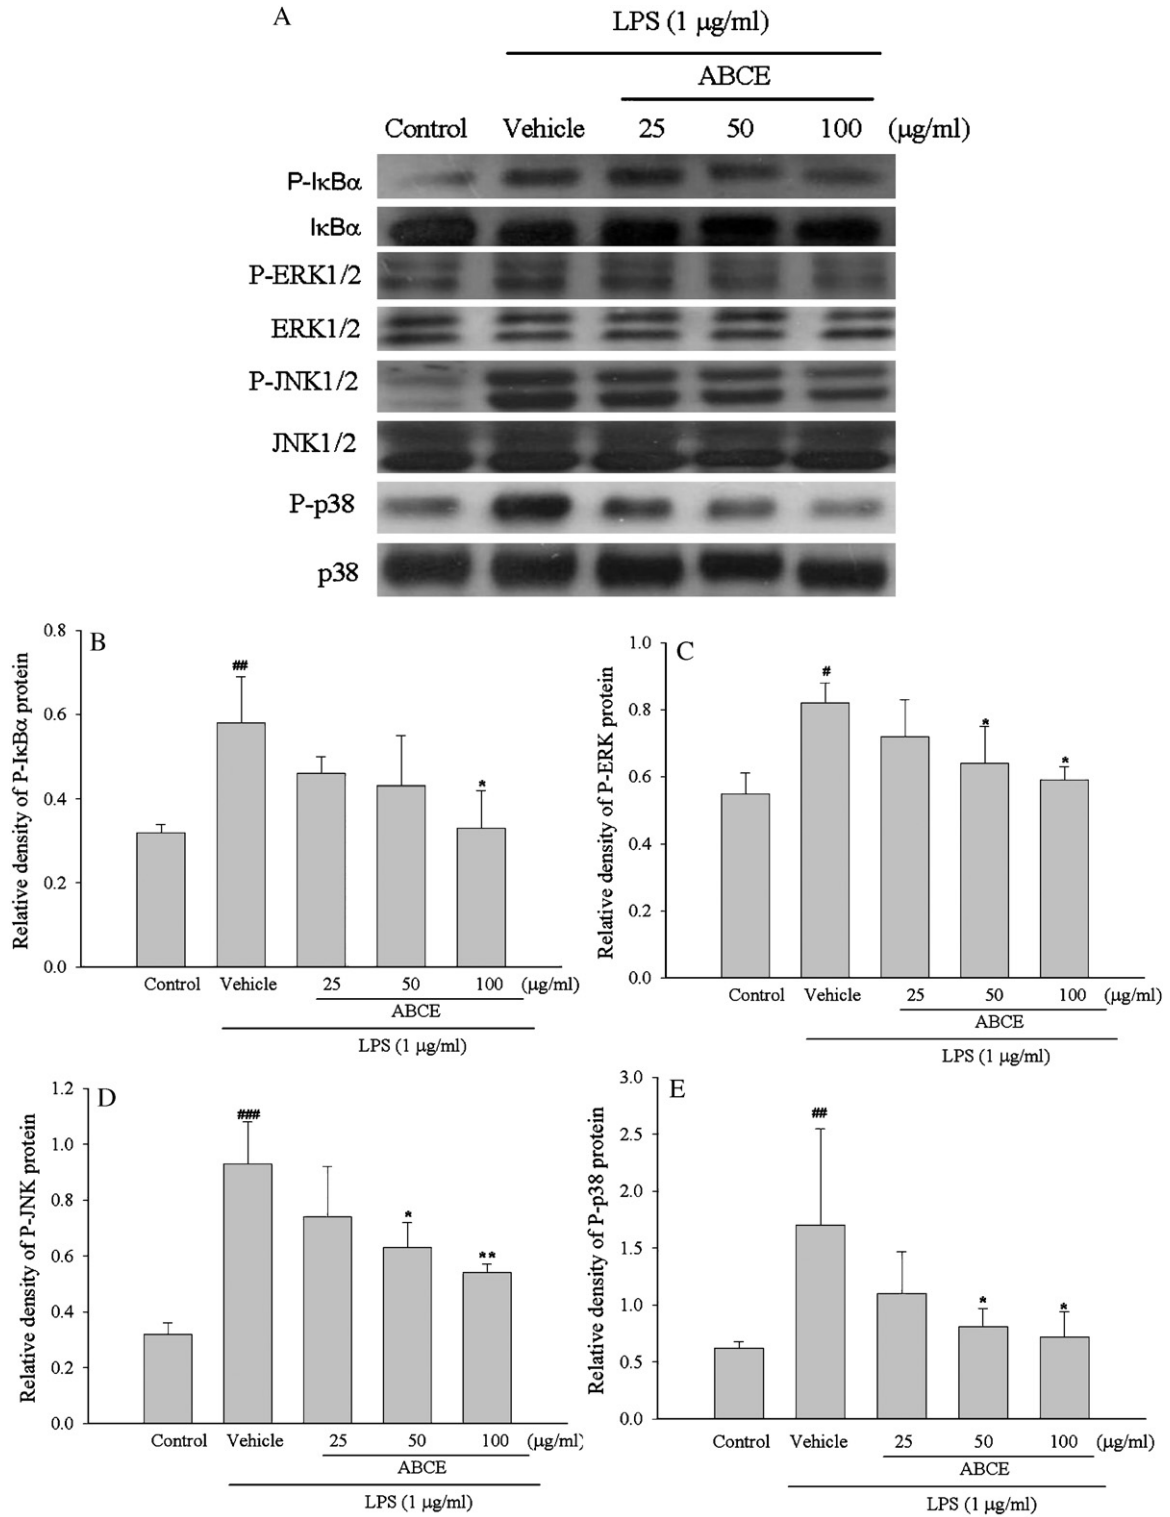 A
LPS (1 μg/ml)
ABCE
Control Vehicle 25 50 100 (μg/ml)
P-IκBα
IκBα
P-ERK1/2
ERK1/2
P-JNK1/2
JNK1/2
P-p38
p38
B
Relative density of P-IκBα protein
0.8
0.6
0.4
0.2
0.0
##
*
Control Vehicle 25 50 100 (μg/ml)
ABCE
LPS (1 μg/ml)
C
Relative density of P-ERK protein
1.0
0.8
0.6
0.4
0.2
0.0
#
*
*
Control Vehicle 25 50 100 (μg/ml)
ABCE
LPS (1 μg/ml)
D
Relative density of P-JNK protein
1.2
1.0
0.8
0.6
0.4
0.2
0.0
###
*
**
Control Vehicle 25 50 100 (μg/ml)
ABCE
LPS (1 μg/ml)
E
Relative density of P-p38 protein
3.0
2.5
2.0
1.5
1.0
0.5
0.0
##
*
*
Control Vehicle 25 50 100 (μg/ml)
ABCE
LPS (1 μg/ml)